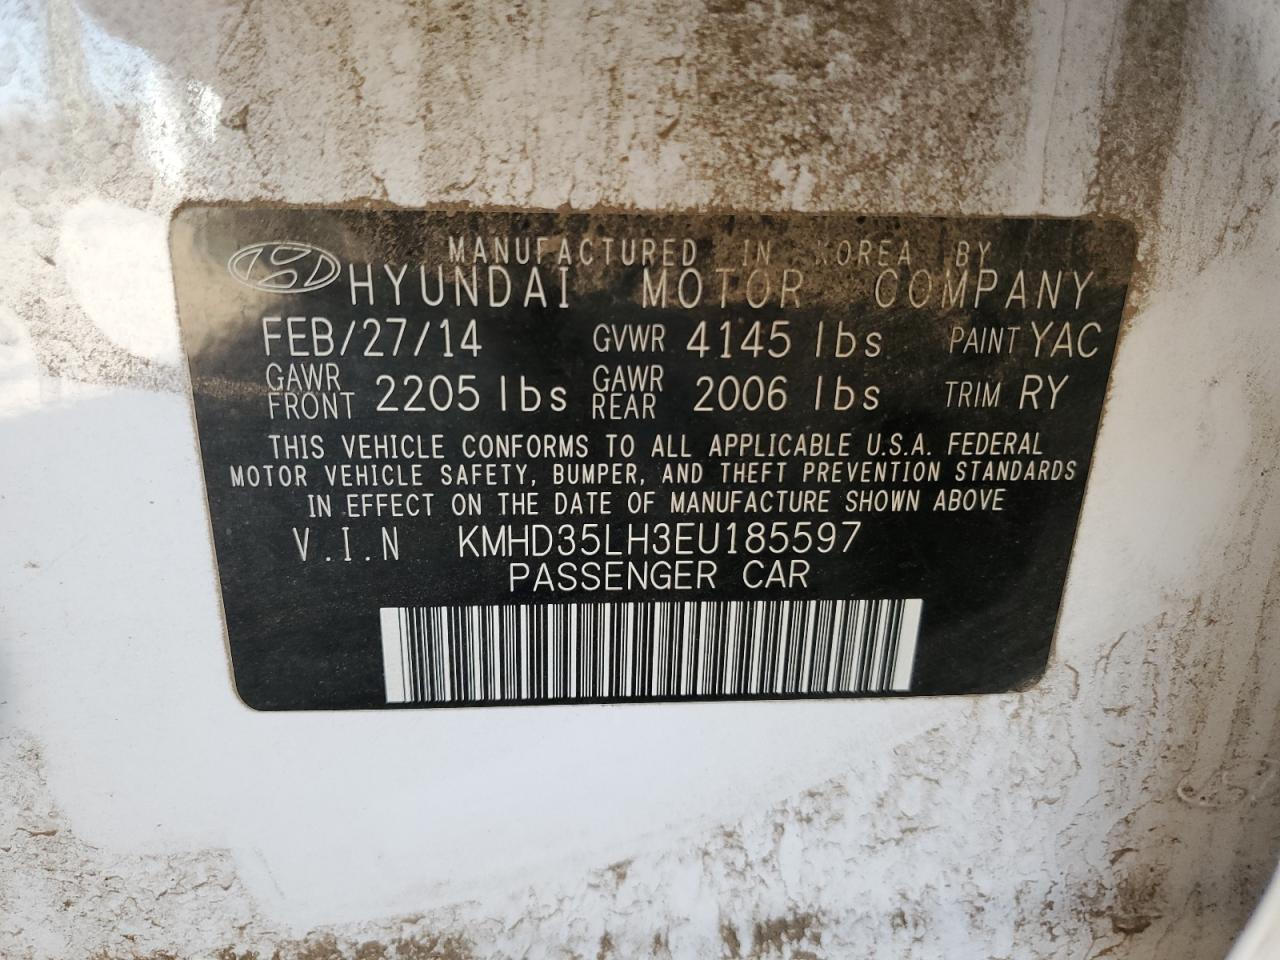 MANUFACTURED IN KOREA BY
HYUNDAI MOTOR COMPANY
FEB/27/14 GVWR 4145 lbs PAINT YAC
GAWR FRONT 2205 lbs GAWR REAR 2006 lbs TRIM RY
THIS VEHICLE CONFORMS TO ALL APPLICABLE U.S.A. FEDERAL
MOTOR VEHICLE SAFETY, BUMPER, AND THEFT PREVENTION STANDARDS
IN EFFECT ON THE DATE OF MANUFACTURE SHOWN ABOVE
V.I.N KMHD35LH3EU185597
PASSENGER CAR